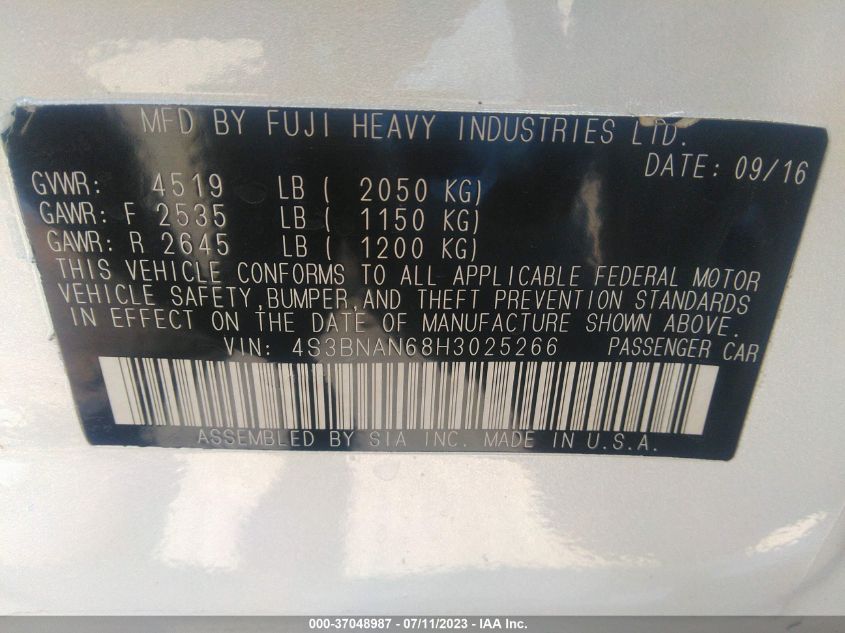 MFD BY FUJI HEAVY INDUSTRIES LTD.
DATE: 09/16
GVWR: 4519 LB ( 2050 KG)
GAWR: F 2535 LB ( 1150 KG)
GAWR: R 2645 LB ( 1200 KG)
THIS VEHICLE CONFORMS TO ALL APPLICABLE FEDERAL MOTOR
VEHICLE SAFETY, BUMPER, AND THEFT PREVENTION STANDARDS
IN EFFECT ON THE DATE OF MANUFACTURE SHOWN ABOVE.
VIN: 4S3BNAN68H3025266 PASSENGER CAR
ASSEMBLED BY SIA INC. MADE IN U.S.A.
000-37048987 - 07/11/2023 - IAA Inc.